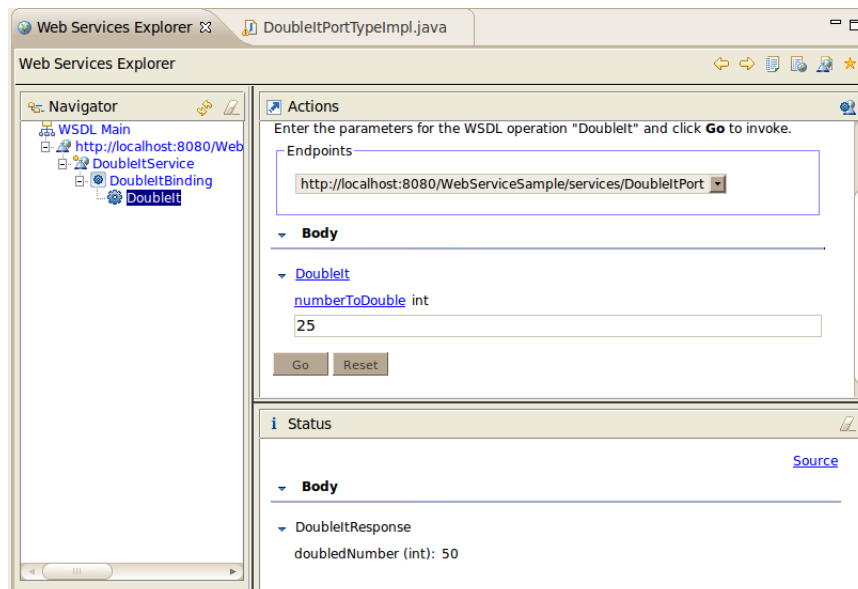 Web Services Explorer
DoubleItPortTypeImpl.java
Web Services Explorer
Navigator
WSDL Main
http://localhost:8080/Web
DoubleItService
DoubleItBinding
DoubleIt
Actions
Enter the parameters for the WSDL operation "DoubleIt" and click Go to invoke.
Endpoints
http://localhost:8080/WebServiceSample/services/DoubleItPort
Body
DoubleIt
numberToDouble int
25
Go Reset
Status
Source
Body
DoubleItResponse
doubledNumber (int): 50